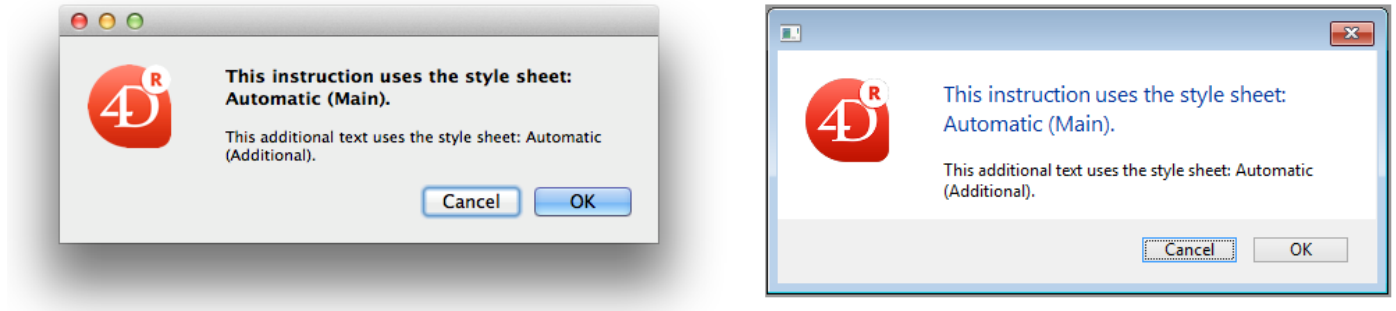 4D
R
This instruction uses the style sheet:
Automatic (Main).
This additional text uses the style sheet: Automatic
(Additional).
Cancel
OK
4D
R
This instruction uses the style sheet:
Automatic (Main).
This additional text uses the style sheet: Automatic
(Additional).
Cancel
OK